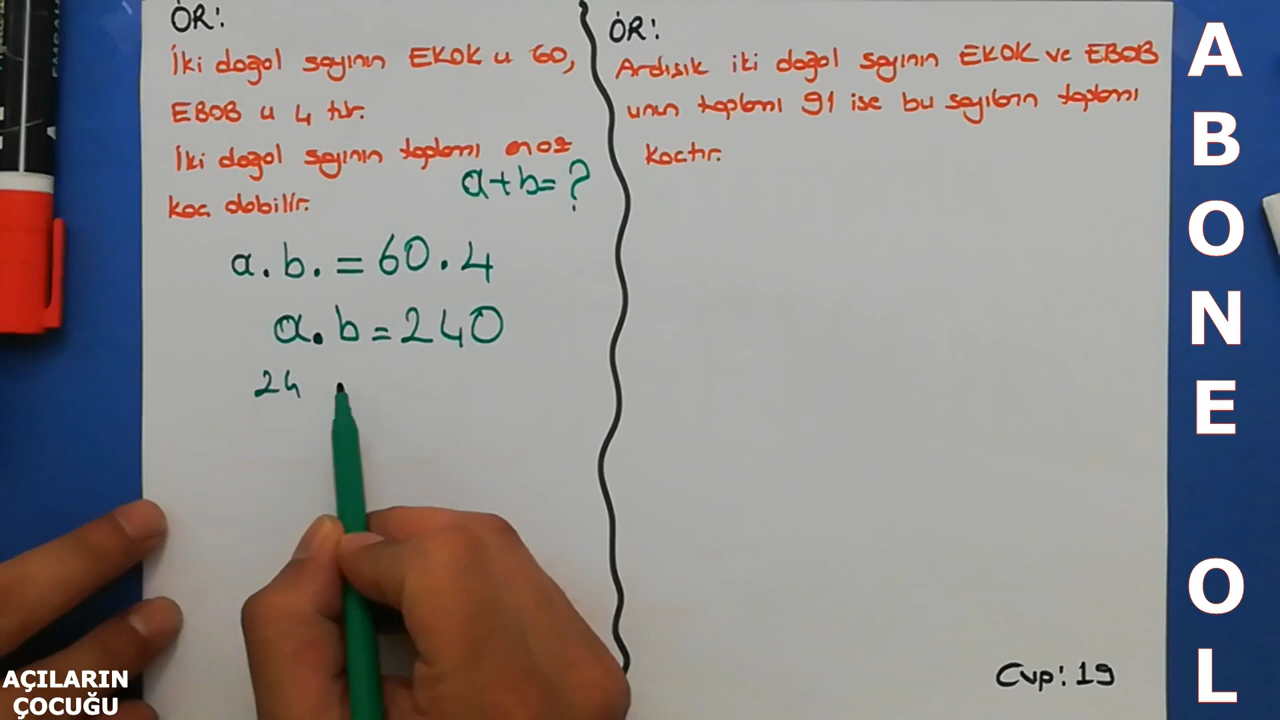 ÖR!
İki doğal sayının EKOK u 60,
EBOB u 4 tür.
İki doğal sayının toplamı en az
kaç olabilir.
a+b=?
a.b.=60.4
a.b=240
24
ÖR!
Ardışık iki doğal sayının EKOK ve EBOB
unun toplamı 91 ise bu sayıların toplamı
kaçtır.
Cvp: 19
ABONE
OL
AÇILARIN
ÇOCUĞU